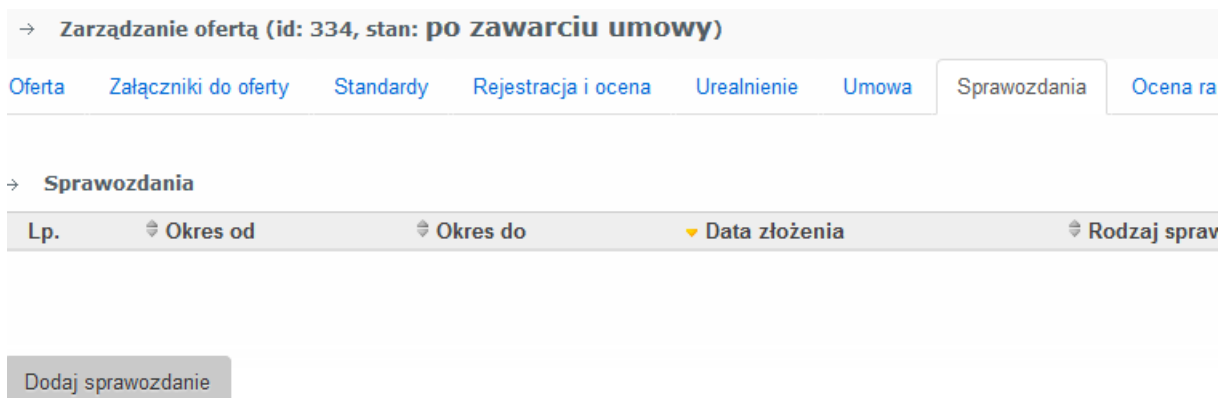 → Zarządzanie ofertą (id: 334, stan: po zawarciu umowy)
Oferta Załączniki do oferty Standardy Rejestracja i ocena Urealnienie Umowa Sprawozdania Ocena ra
→ Sprawozdania
Lp. Okres od Okres do Data złożenia Rodzaj spraw
Dodaj sprawozdanie